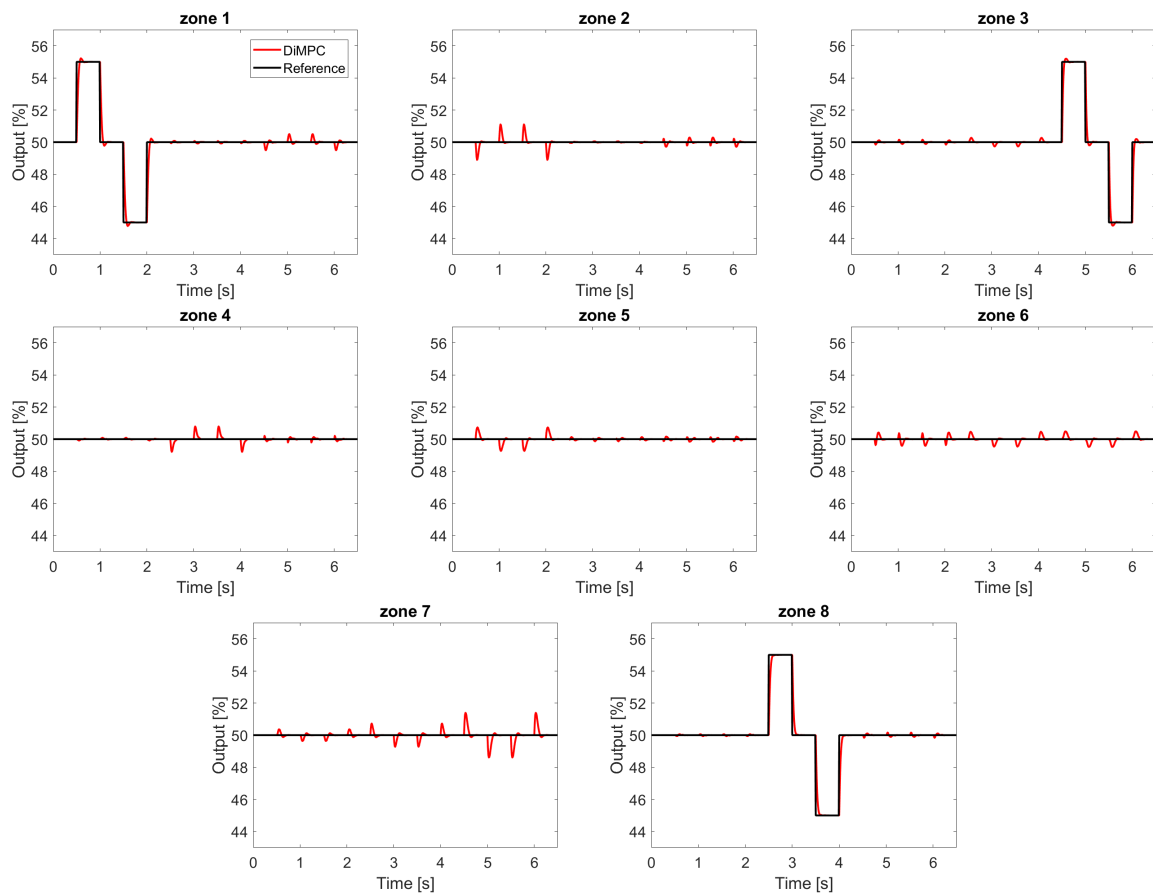 zone 1
zone 2
zone 3
Output [%]
56
54
52
50
48
46
44
DiMPC
Reference
0 1 2 3 4 5 6
Time [s]
Output [%]
56
54
52
50
48
46
44
0 1 2 3 4 5 6
Time [s]
Output [%]
56
54
52
50
48
46
44
0 1 2 3 4 5 6
Time [s]
zone 4
zone 5
zone 6
Output [%]
56
54
52
50
48
46
44
0 1 2 3 4 5 6
Time [s]
Output [%]
56
54
52
50
48
46
44
0 1 2 3 4 5 6
Time [s]
Output [%]
56
54
52
50
48
46
44
0 1 2 3 4 5 6
Time [s]
zone 7
zone 8
Output [%]
56
54
52
50
48
46
44
0 1 2 3 4 5 6
Time [s]
Output [%]
56
54
52
50
48
46
44
0 1 2 3 4 5 6
Time [s]